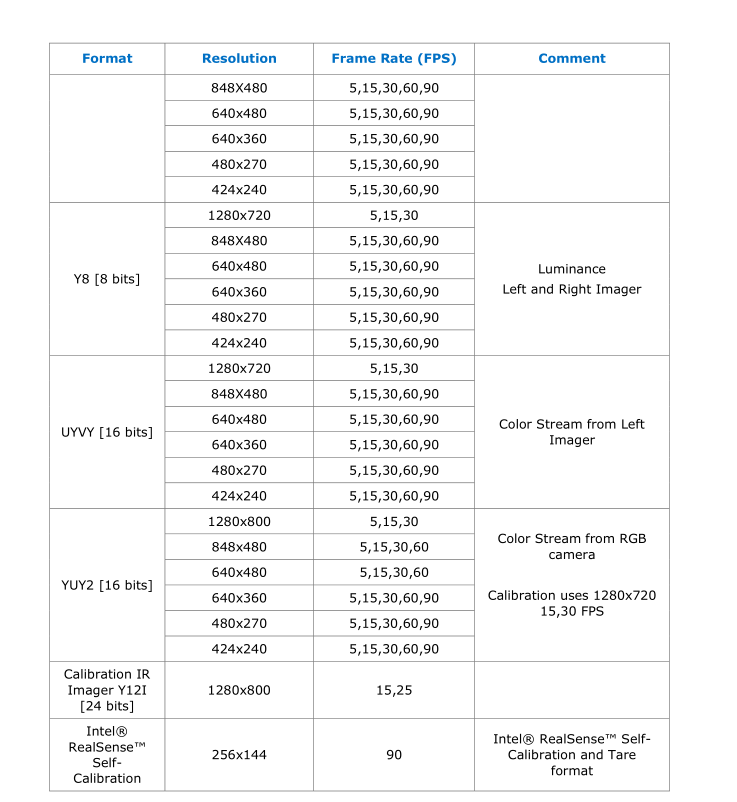 Format Resolution Frame Rate (FPS) Comment
848X480 5,15,30,60,90
640x480 5,15,30,60,90
640x360 5,15,30,60,90
480x270 5,15,30,60,90
424x240 5,15,30,60,90
Y8 [8 bits]
1280x720 5,15,30
848X480 5,15,30,60,90
640x480 5,15,30,60,90
640x360 5,15,30,60,90
480x270 5,15,30,60,90
424x240 5,15,30,60,90
Luminance
Left and Right Imager
UYVY [16 bits]
1280x720 5,15,30
848X480 5,15,30,60,90
640x480 5,15,30,60,90
640x360 5,15,30,60,90
480x270 5,15,30,60,90
424x240 5,15,30,60,90
Color Stream from Left
Imager
YUY2 [16 bits]
1280x800 5,15,30
848x480 5,15,30,60
640x480 5,15,30,60
640x360 5,15,30,60,90
480x270 5,15,30,60,90
424x240 5,15,30,60,90
Color Stream from RGB
camera
Calibration uses 1280x720
15,30 FPS
Calibration IR
Imager Y12I
[24 bits]
1280x800 15,25
Intel®
RealSense™
Self-
Calibration
256x144 90
Intel® RealSense™ Self-
Calibration and Tare
format